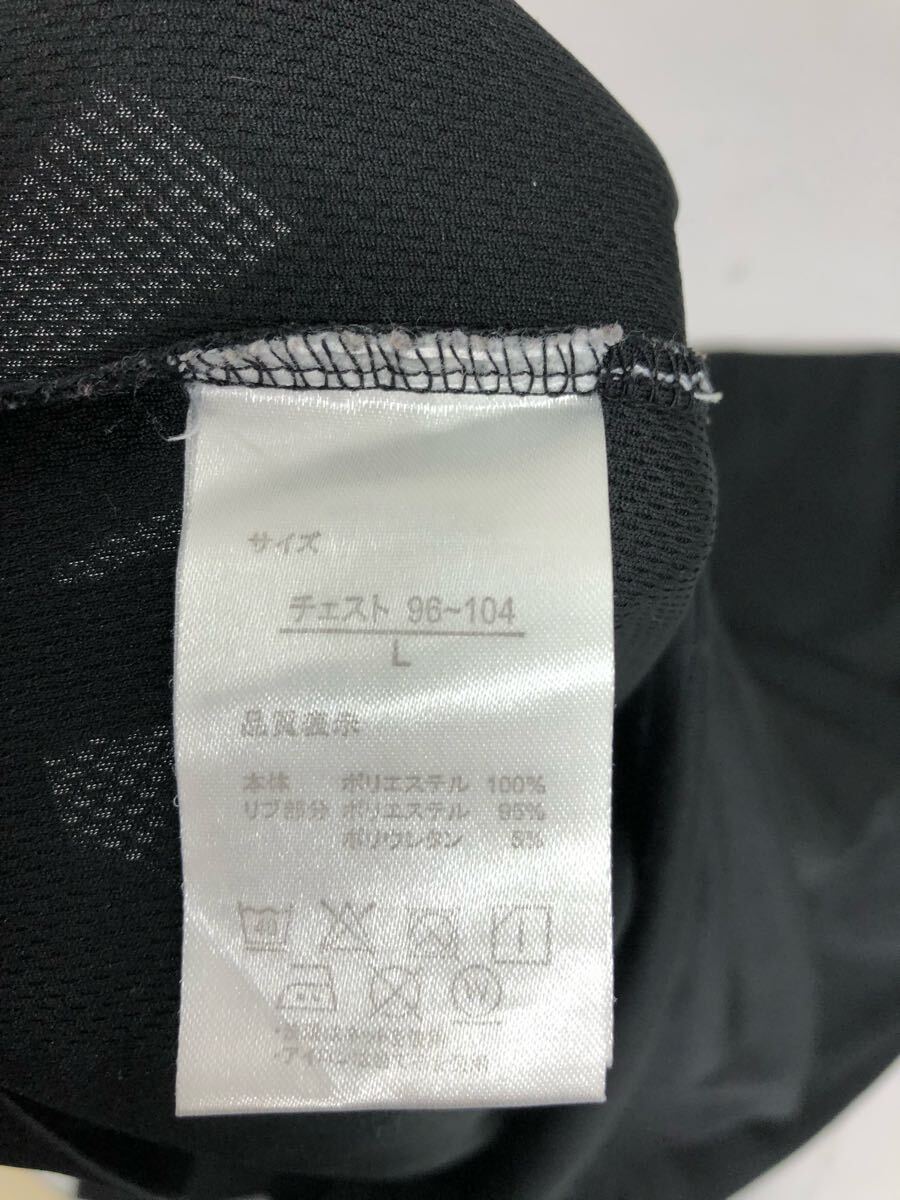 サイズ
チェスト 96~104
L
品質表示
本体 ポリエステル 100%
リブ部分 ポリエステル 95%
ポリウレタン 5%
40